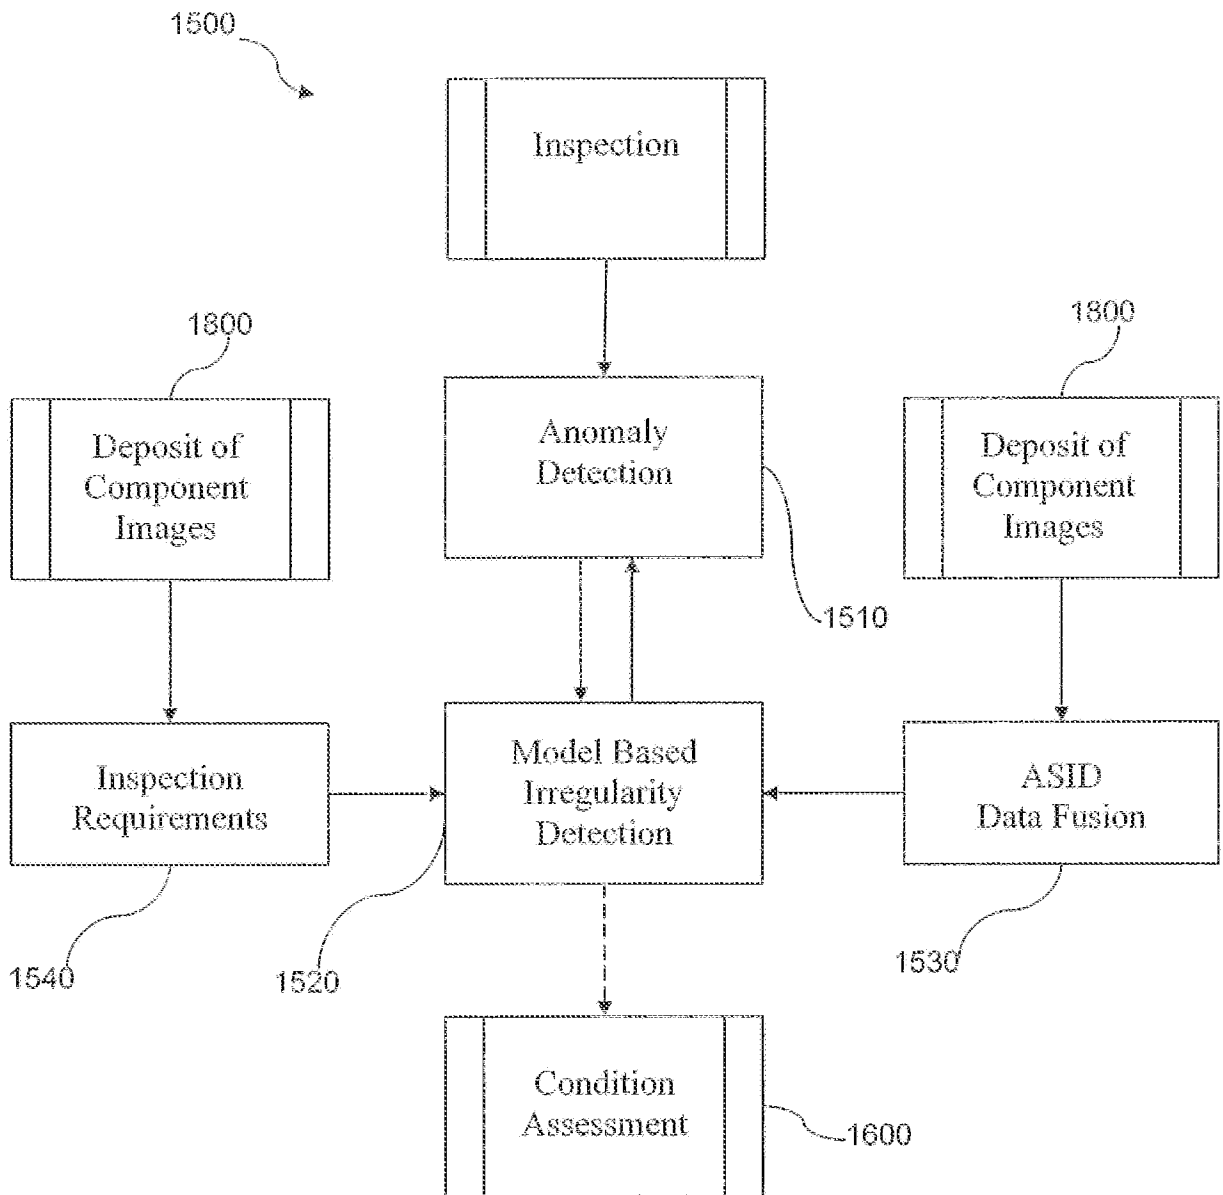 1500
Inspection
1800
1800
Deposit of
Component
Images
Anomaly
Detection
Deposit of
Component
Images
1510
Inspection
Requirements
Model Based
Irregularity
Detection
ASID
Data Fusion
1540
1520
1530
Condition
Assessment
1600